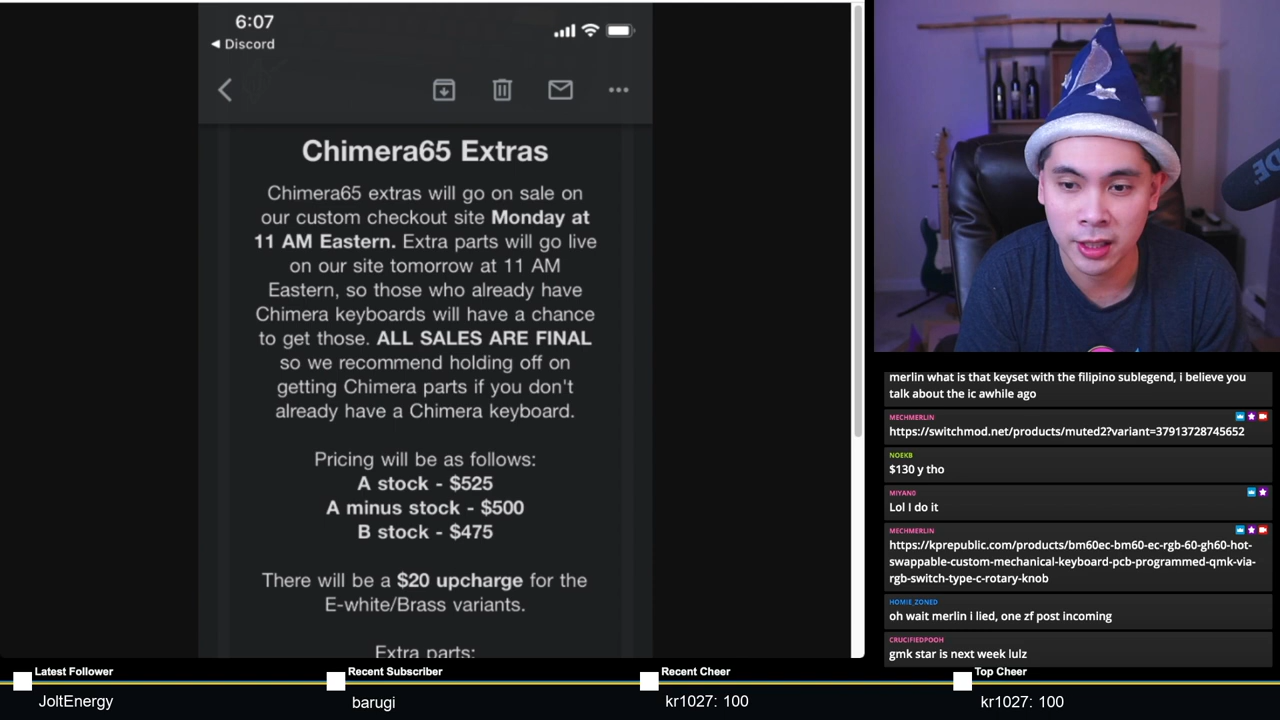 6:07
◀ Discord
Chimera65 Extras
Chimera65 extras will go on sale on
our custom checkout site Monday at
11 AM Eastern. Extra parts will go live
on our site tomorrow at 11 AM
Eastern, so those who already have
Chimera keyboards will have a chance
to get those. ALL SALES ARE FINAL
so we recommend holding off on
getting Chimera parts if you don't
already have a Chimera keyboard.
Pricing will be as follows:
A stock - $525
A minus stock - $500
B stock - $475
There will be a $20 upcharge for the
E-white/Brass variants.
Extra parts:
merlin what is that keyset with the filipino sublegend, i believe you
talk about the ic awhile ago
MECHMERLIN
https://switchmod.net/products/muted2?variant=37913728745652
NOEKB
$130 y tho
MIYAN0
Lol I do it
MECHMERLIN
https://kprepublic.com/products/bm60ec-bm60-ec-rgb-60-gh60-hot-
swappable-custom-mechanical-keyboard-pcb-programmed-qmk-via-
rgb-switch-type-c-rotary-knob
HOMIE_ZONED
oh wait merlin i lied, one zf post incoming
CRUCIFIEDPOOH
gmk star is next week lulz
Latest Follower
JoltEnergy
Recent Subscriber
barugi
Recent Cheer
kr1027: 100
Top Cheer
kr1027: 100